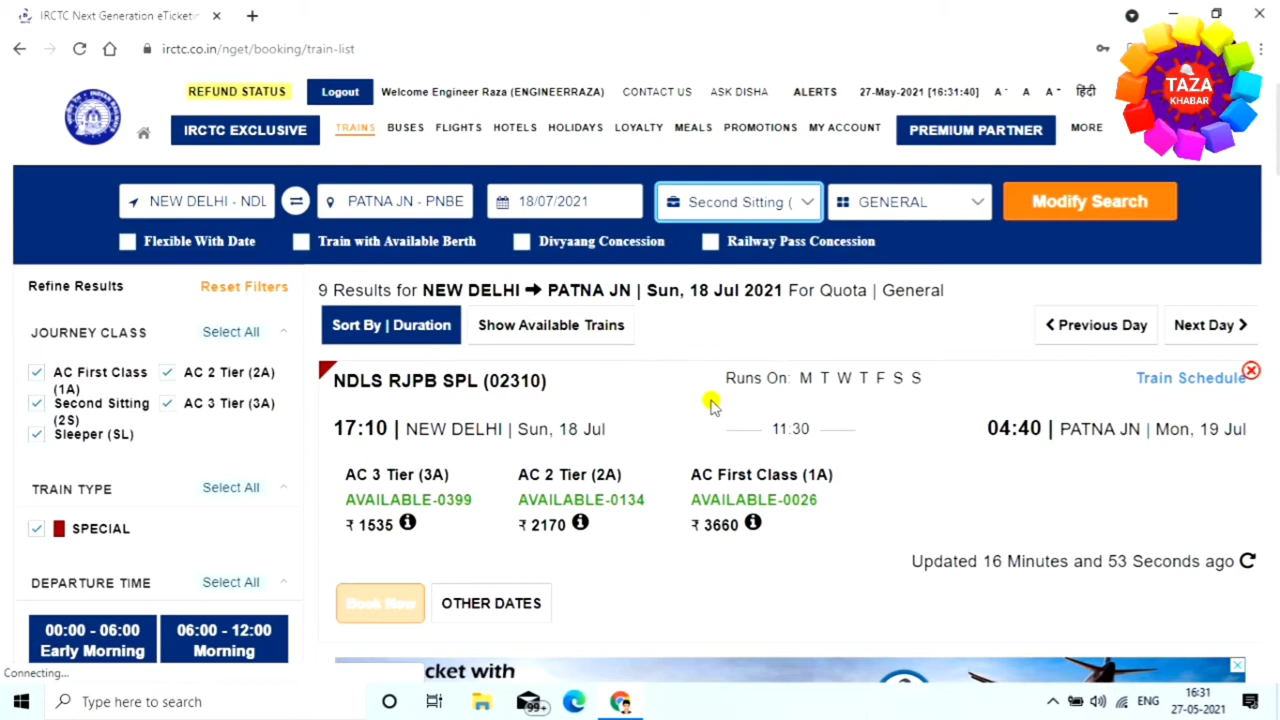 IRCTC Next Generation eTicketin
irctc.co.in/nget/booking/train-list
TAZA
KHABAR
REFUND STATUS
Logout
Welcome Engineer Raza (ENGINEERRAZA)
CONTACT US
ASK DISHA
ALERTS
27-May-2021 [16:31:40]
A- A A+
हिंदी
IRCTC EXCLUSIVE
TRAINS
BUSES
FLIGHTS
HOTELS
HOLIDAYS
LOYALTY
MEALS
PROMOTIONS
MY ACCOUNT
PREMIUM PARTNER
MORE
NEW DELHI - NDL
PATNA JN - PNBE
18/07/2021
Second Sitting (
GENERAL
Modify Search
Flexible With Date
Train with Available Berth
Divyaang Concession
Railway Pass Concession
Refine Results
Reset Filters
9 Results for NEW DELHI ➔ PATNA JN | Sun, 18 Jul 2021 For Quota | General
JOURNEY CLASS
Select All
Sort By | Duration
Show Available Trains
Previous Day
Next Day
AC First Class (1A)
AC 2 Tier (2A)
Second Sitting (2S)
AC 3 Tier (3A)
Sleeper (SL)
NDLS RJPB SPL (02310)
Runs On: M T W T F S S
Train Schedule
17:10 | NEW DELHI | Sun, 18 Jul
11:30
04:40 | PATNA JN | Mon, 19 Jul
AC 3 Tier (3A)
AVAILABLE-0399
₹ 1535
AC 2 Tier (2A)
AVAILABLE-0134
₹ 2170
AC First Class (1A)
AVAILABLE-0026
₹ 3660
TRAIN TYPE
Select All
SPECIAL
Updated 16 Minutes and 53 Seconds ago
DEPARTURE TIME
Select All
Book Now
OTHER DATES
00:00 - 06:00
Early Morning
06:00 - 12:00
Morning
cket with
Connecting...
Type here to search
99+
ENG
16:31
27-05-2021